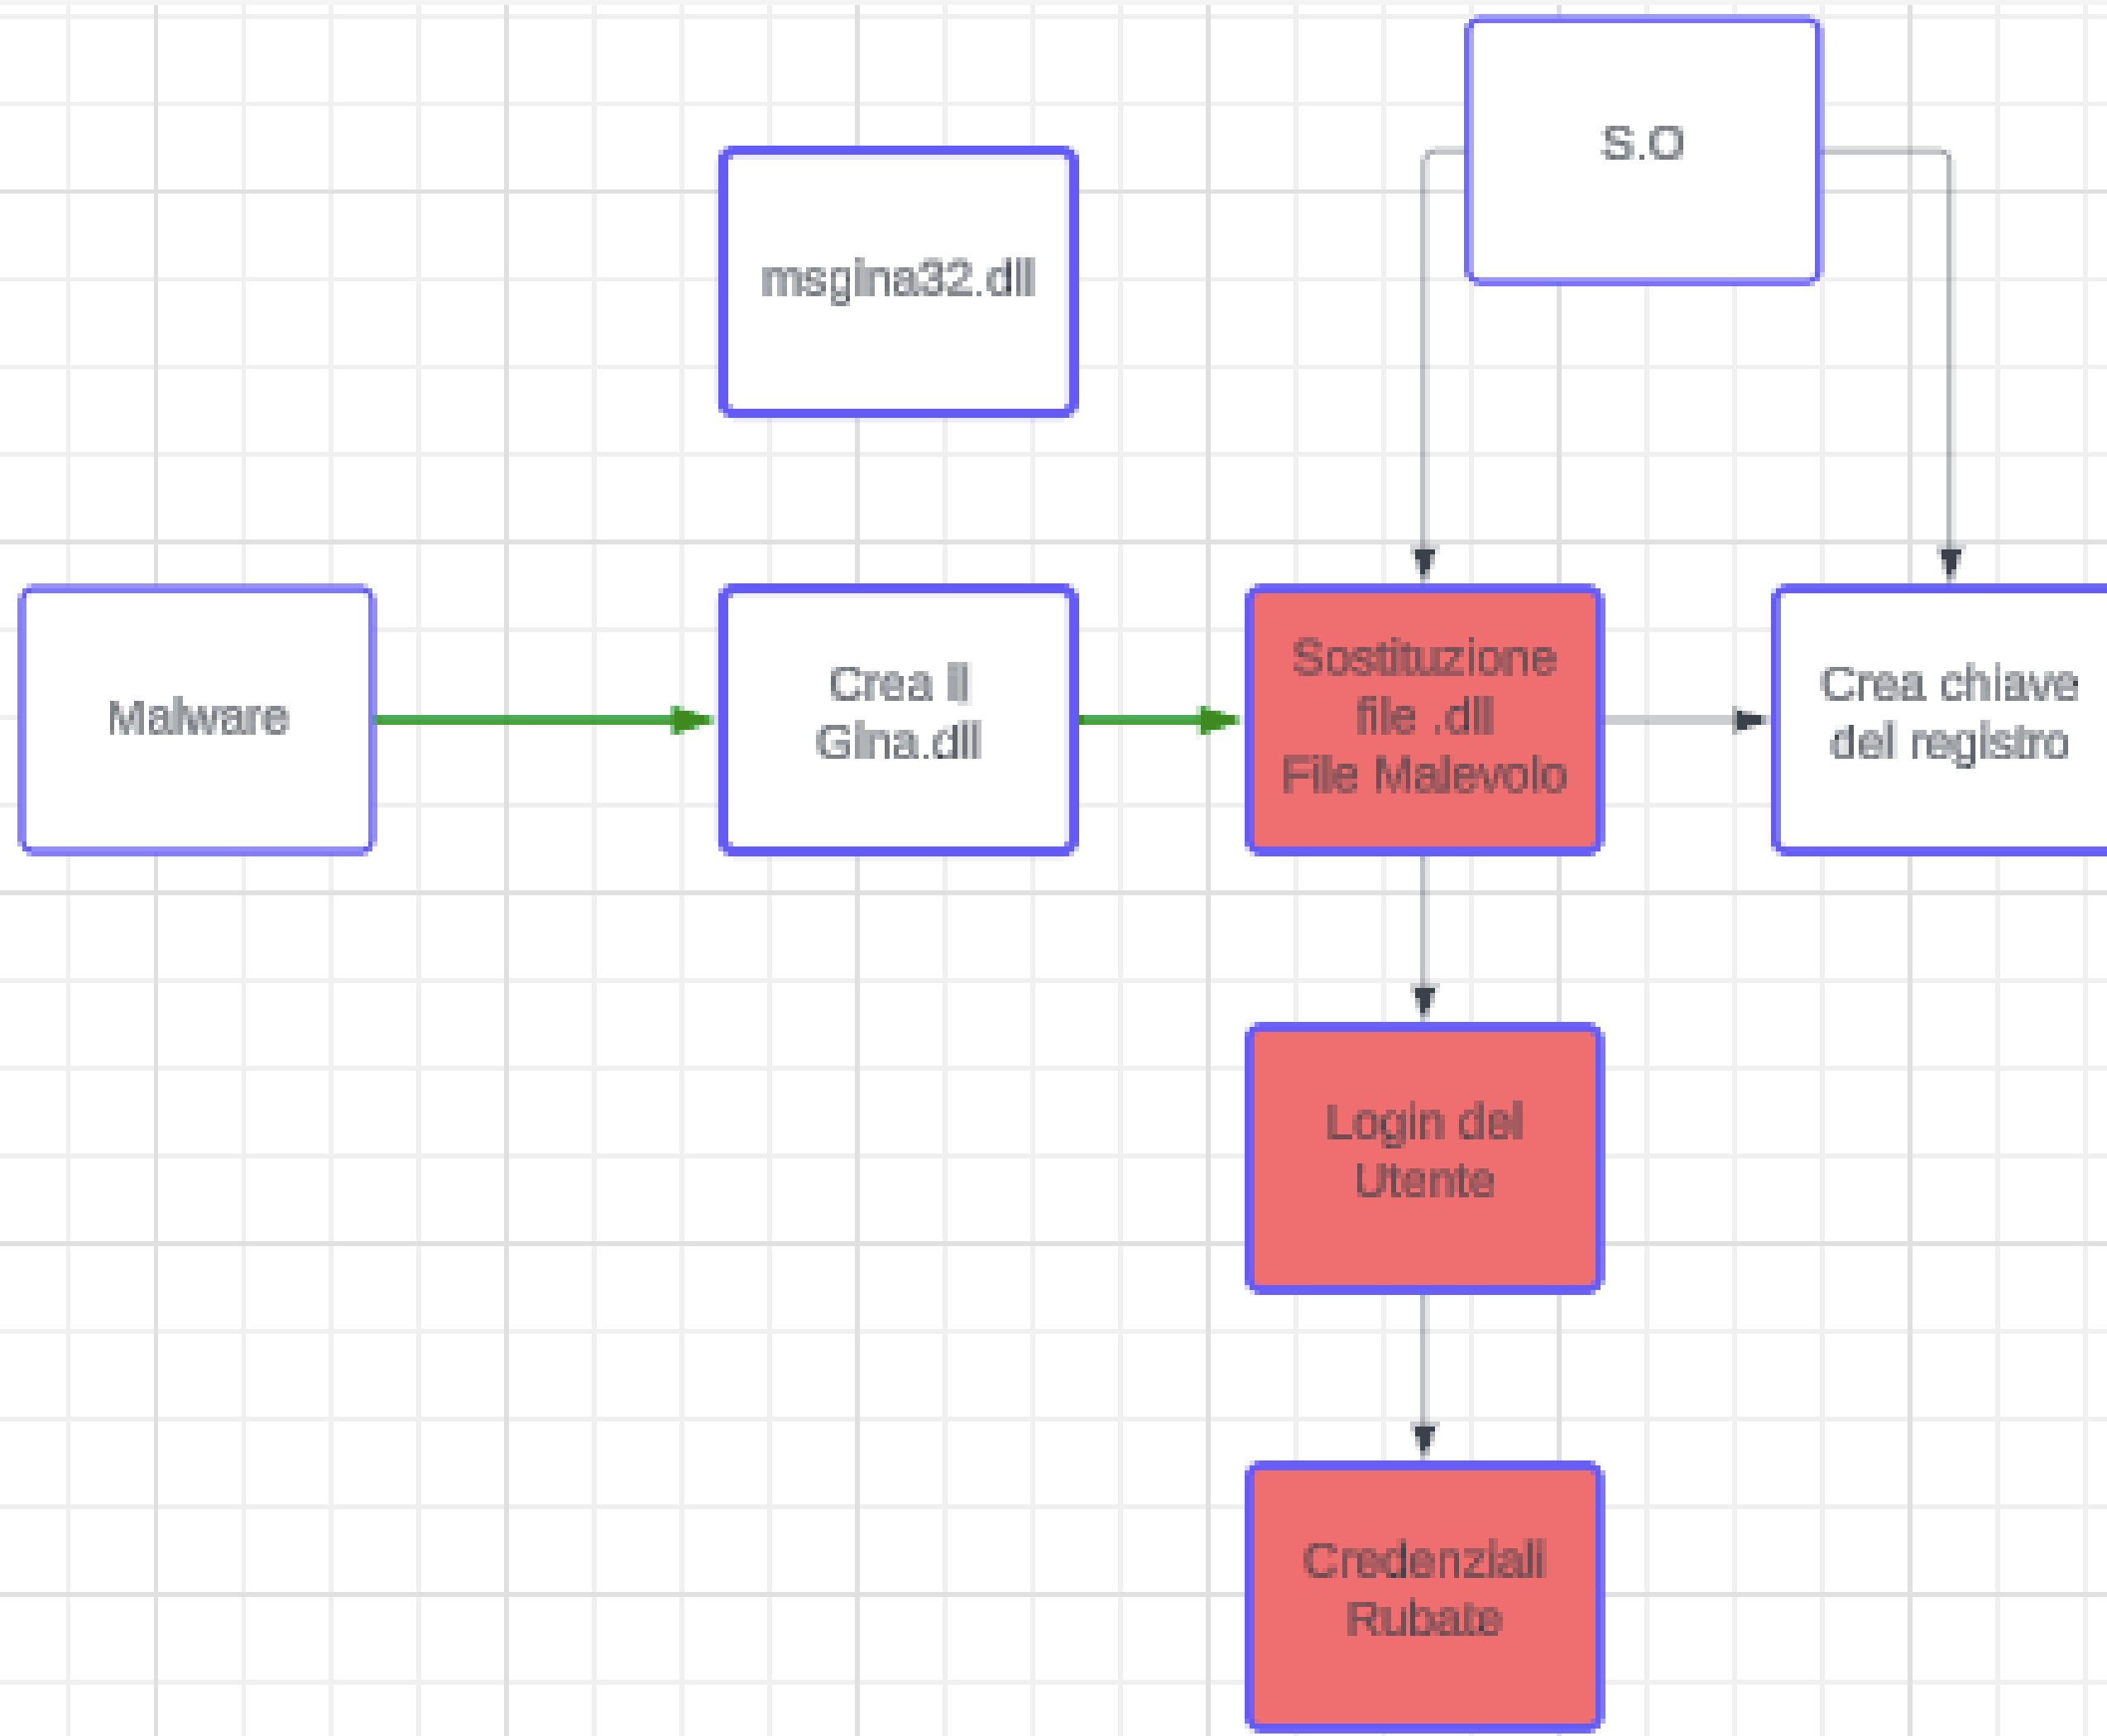 S.O
msgina32.dll
Malware
Crea il
Gina.dll
Sostituzione
file .dll
File Malevolo
Crea chiave
del registro
Login del
Utente
Credenziali
Rubate